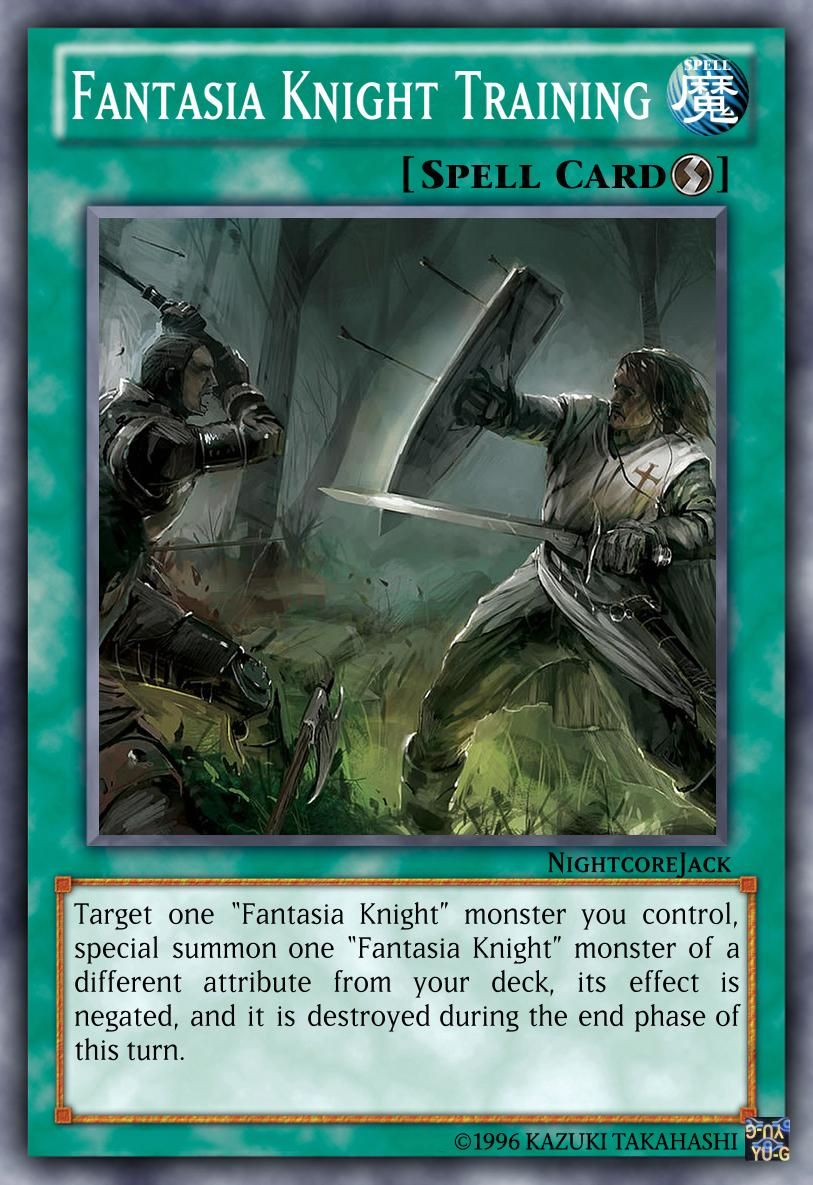 FANTASIA KNIGHT TRAINING
SPELL
魔
[SPELL CARD]
NIGHTCOREJACK
Target one “Fantasia Knight” monster you control,
special summon one “Fantasia Knight” monster of a
different attribute from your deck, its effect is
negated, and it is destroyed during the end phase of
this turn.
©1996 KAZUKI TAKAHASHI
YU-G
YU-G